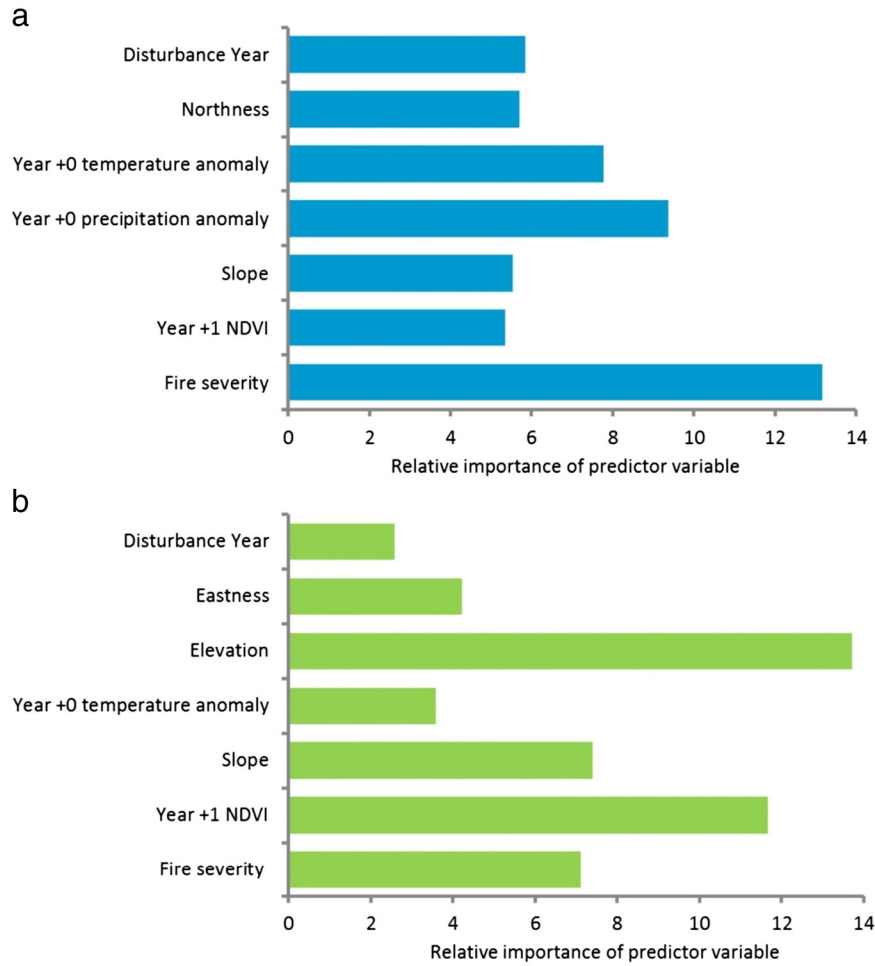 a
Disturbance Year
Northness
Year +0 temperature anomaly
Year +0 precipitation anomaly
Slope
Year +1 NDVI
Fire severity
0 2 4 6 8 10 12 14
Relative importance of predictor variable
b
Disturbance Year
Eastness
Elevation
Year +0 temperature anomaly
Slope
Year +1 NDVI
Fire severity
0 2 4 6 8 10 12 14
Relative importance of predictor variable